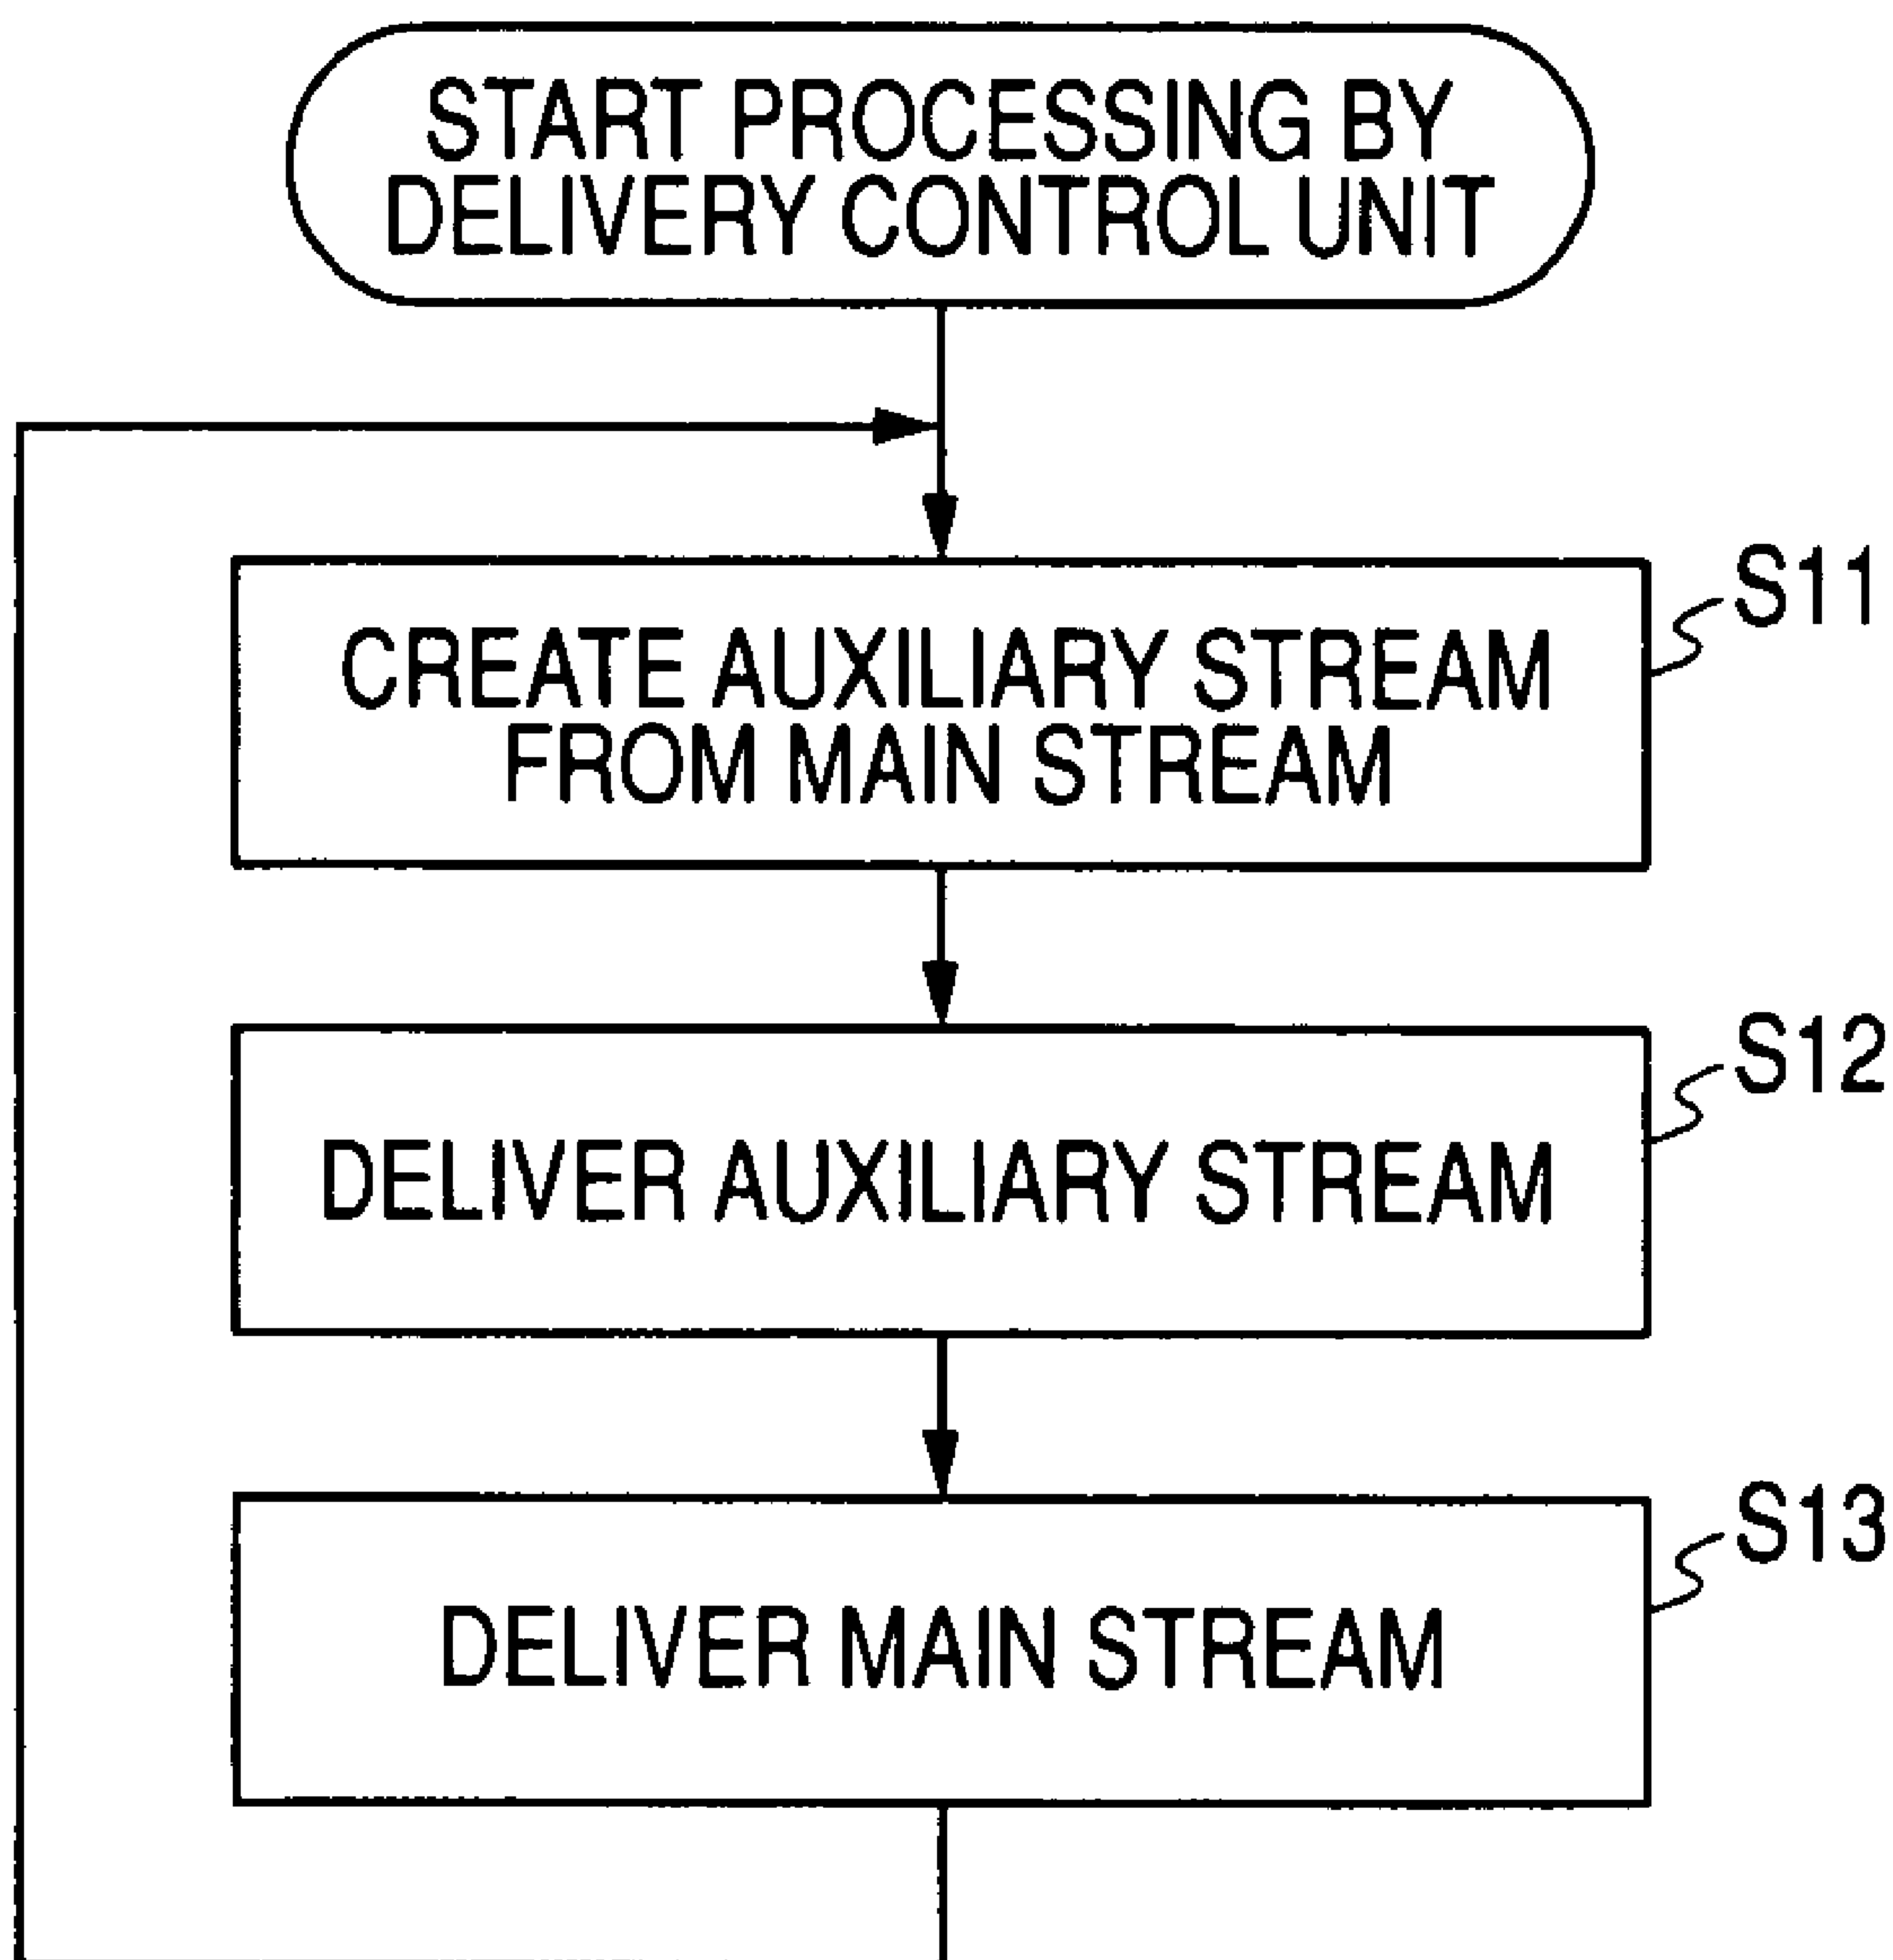 START PROCESSING BY
DELIVERY CONTROL UNIT
S11
CREATE AUXILIARY STREAM
FROM MAIN STREAM
S12
DELIVER AUXILIARY STREAM
S13
DELIVER MAIN STREAM